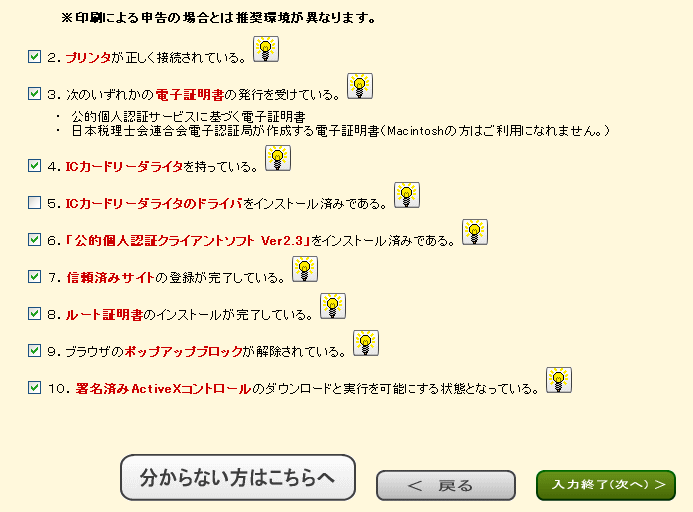 ※印刷による申告の場合とは推奨環境が異なります。
2. プリンタが正しく接続されている。
3. 次のいずれかの電子証明書の発行を受けている。
・ 公的個人認証サービスに基づく電子証明書
・ 日本税理士会連合会電子認証局が作成する電子証明書(Macintoshの方はご利用になれません。)
4. ICカードリーダライタを持っている。
5. ICカードリーダライタのドライバをインストール済みである。
6. 「公的個人認証クライアントソフト Ver2.3」をインストール済みである。
7. 信頼済みサイトの登録が完了している。
8. ルート証明書のインストールが完了している。
9. ブラウザのポップアップブロックが解除されている。
10. 署名済みActiveXコントロールのダウンロードと実行を可能にする状態となっている。
分からない方はこちらへ
< 戻る
入力終了(次へ) >